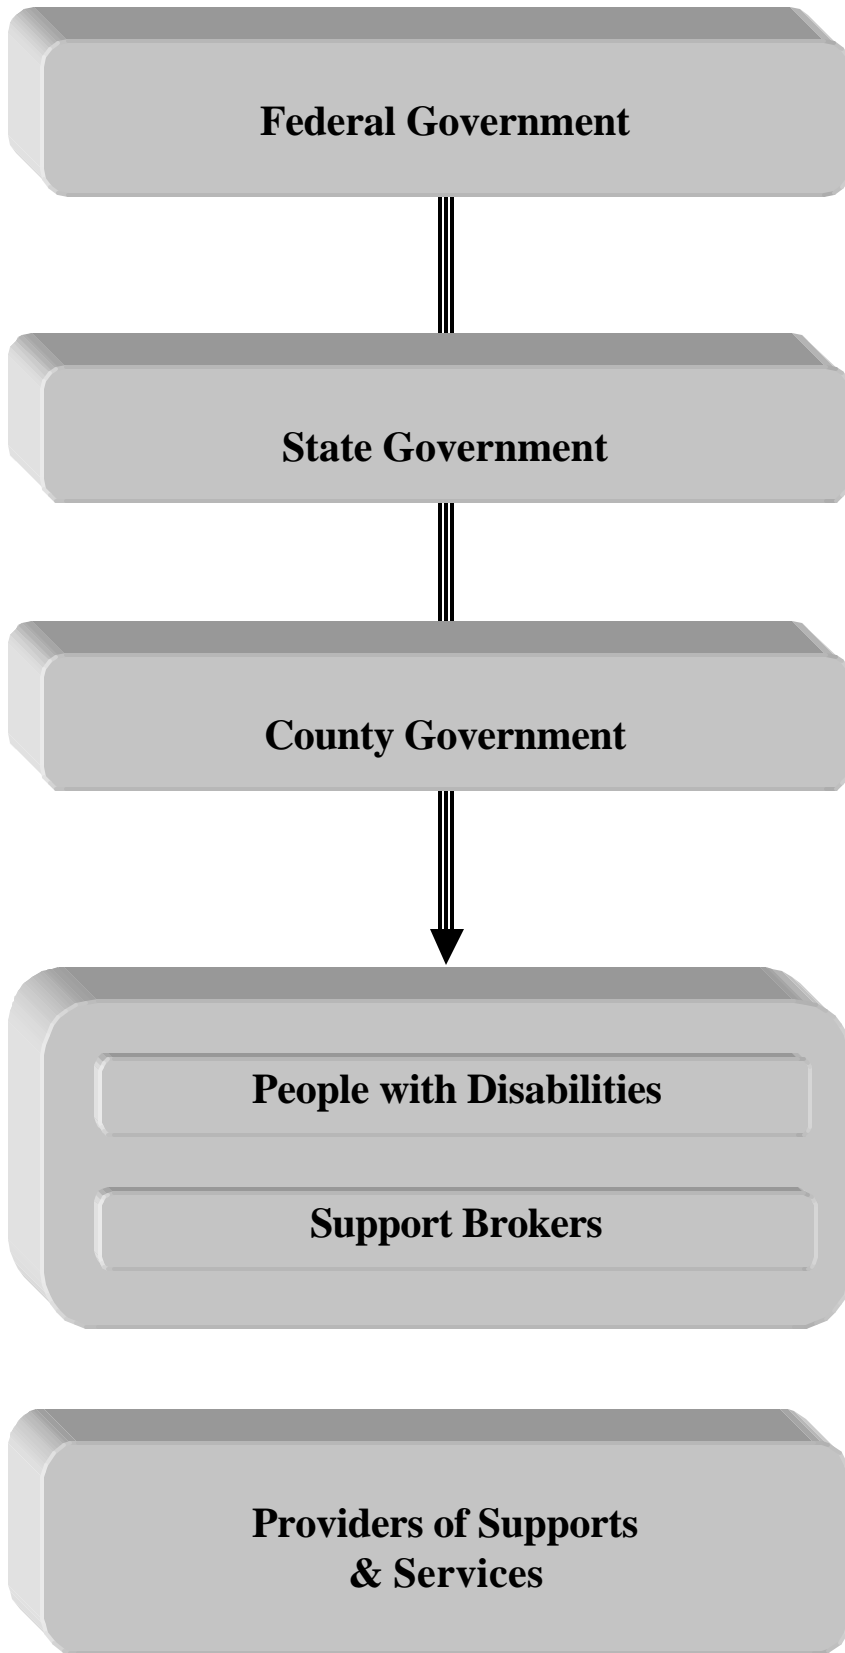 Federal Government
State Government
County Government
People with Disabilities
Support Brokers
Providers of Supports
& Services